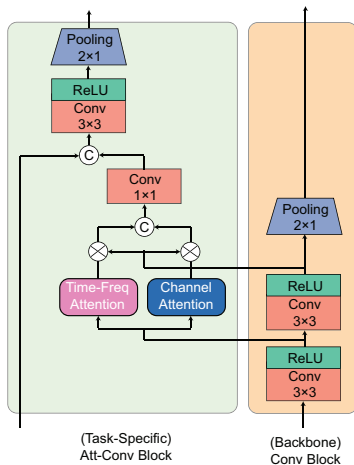 Pooling
2×1
ReLU
Conv
3×3
C
Conv
1×1
C
Time-Freq
Attention
Channel
Attention
(Task-Specific)
Att-Conv Block
Pooling
2×1
ReLU
Conv
3×3
ReLU
Conv
3×3
(Backbone)
Conv Block